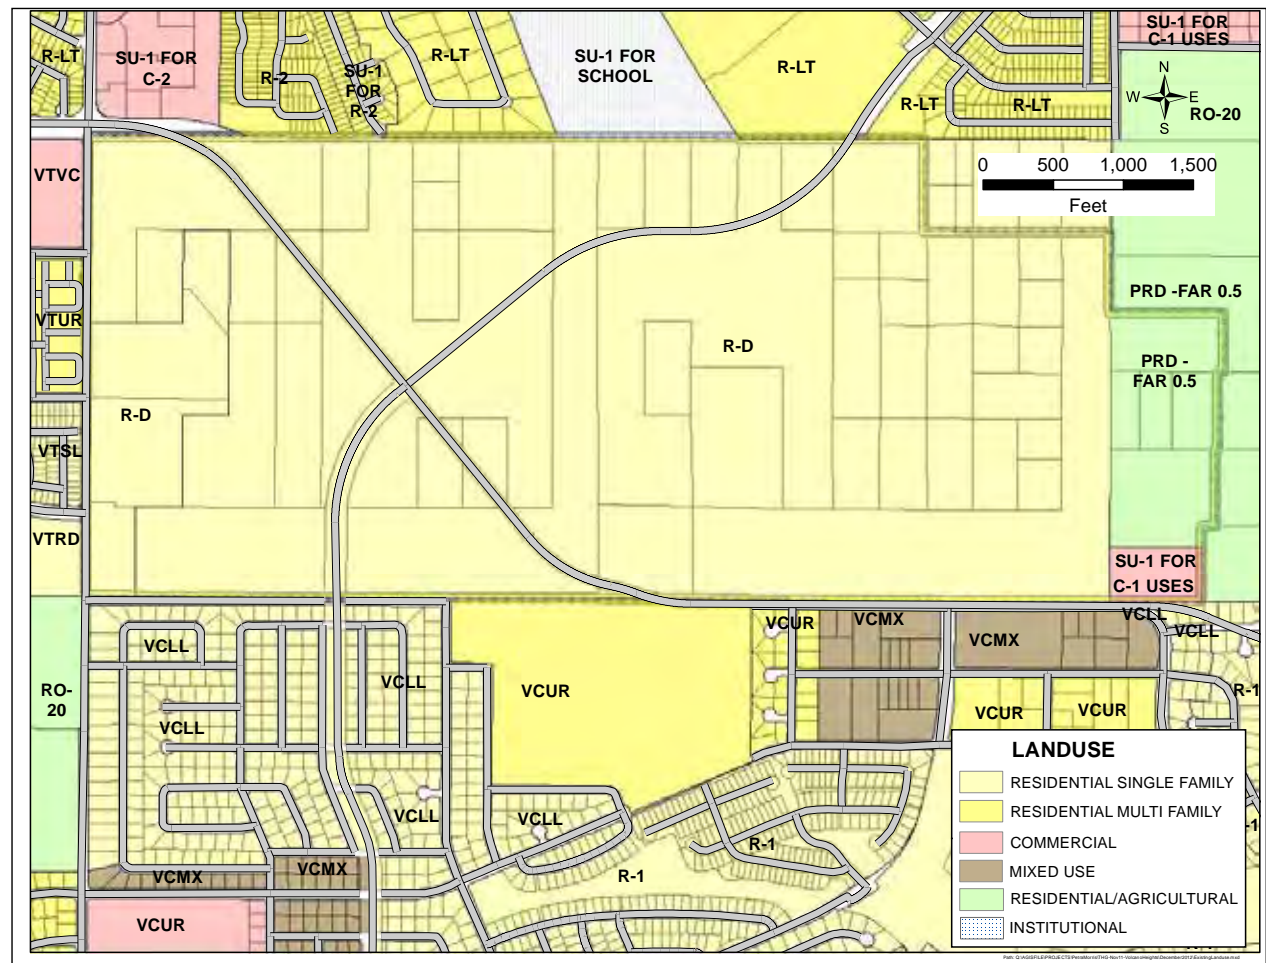 R-LT
SU-1 FOR
C-2
R-2
SU-1
FOR
R-2
R-LT
SU-1 FOR
SCHOOL
R-LT
R-LT
R-LT
SU-1 FOR
C-1 USES
N
W
E
S
RO-20
0 500 1,000 1,500
Feet
VTVC
VTUR
VTSL
VTRD
R-D
R-D
PRD -FAR 0.5
PRD -
FAR 0.5
SU-1 FOR
C-1 USES
RO-
20
VCLL
VCLL
VCLL
VCLL
VCLL
VCUR
VCUR
VCMX
VCMX
VCLL
VCLL
R-1
VCUR
VCUR
VCMX
VCMX
VCUR
R-1
R-1
-1
LANDUSE
RESIDENTIAL SINGLE FAMILY
RESIDENTIAL MULTI FAMILY
COMMERCIAL
MIXED USE
RESIDENTIAL/AGRICULTURAL
INSTITUTIONAL